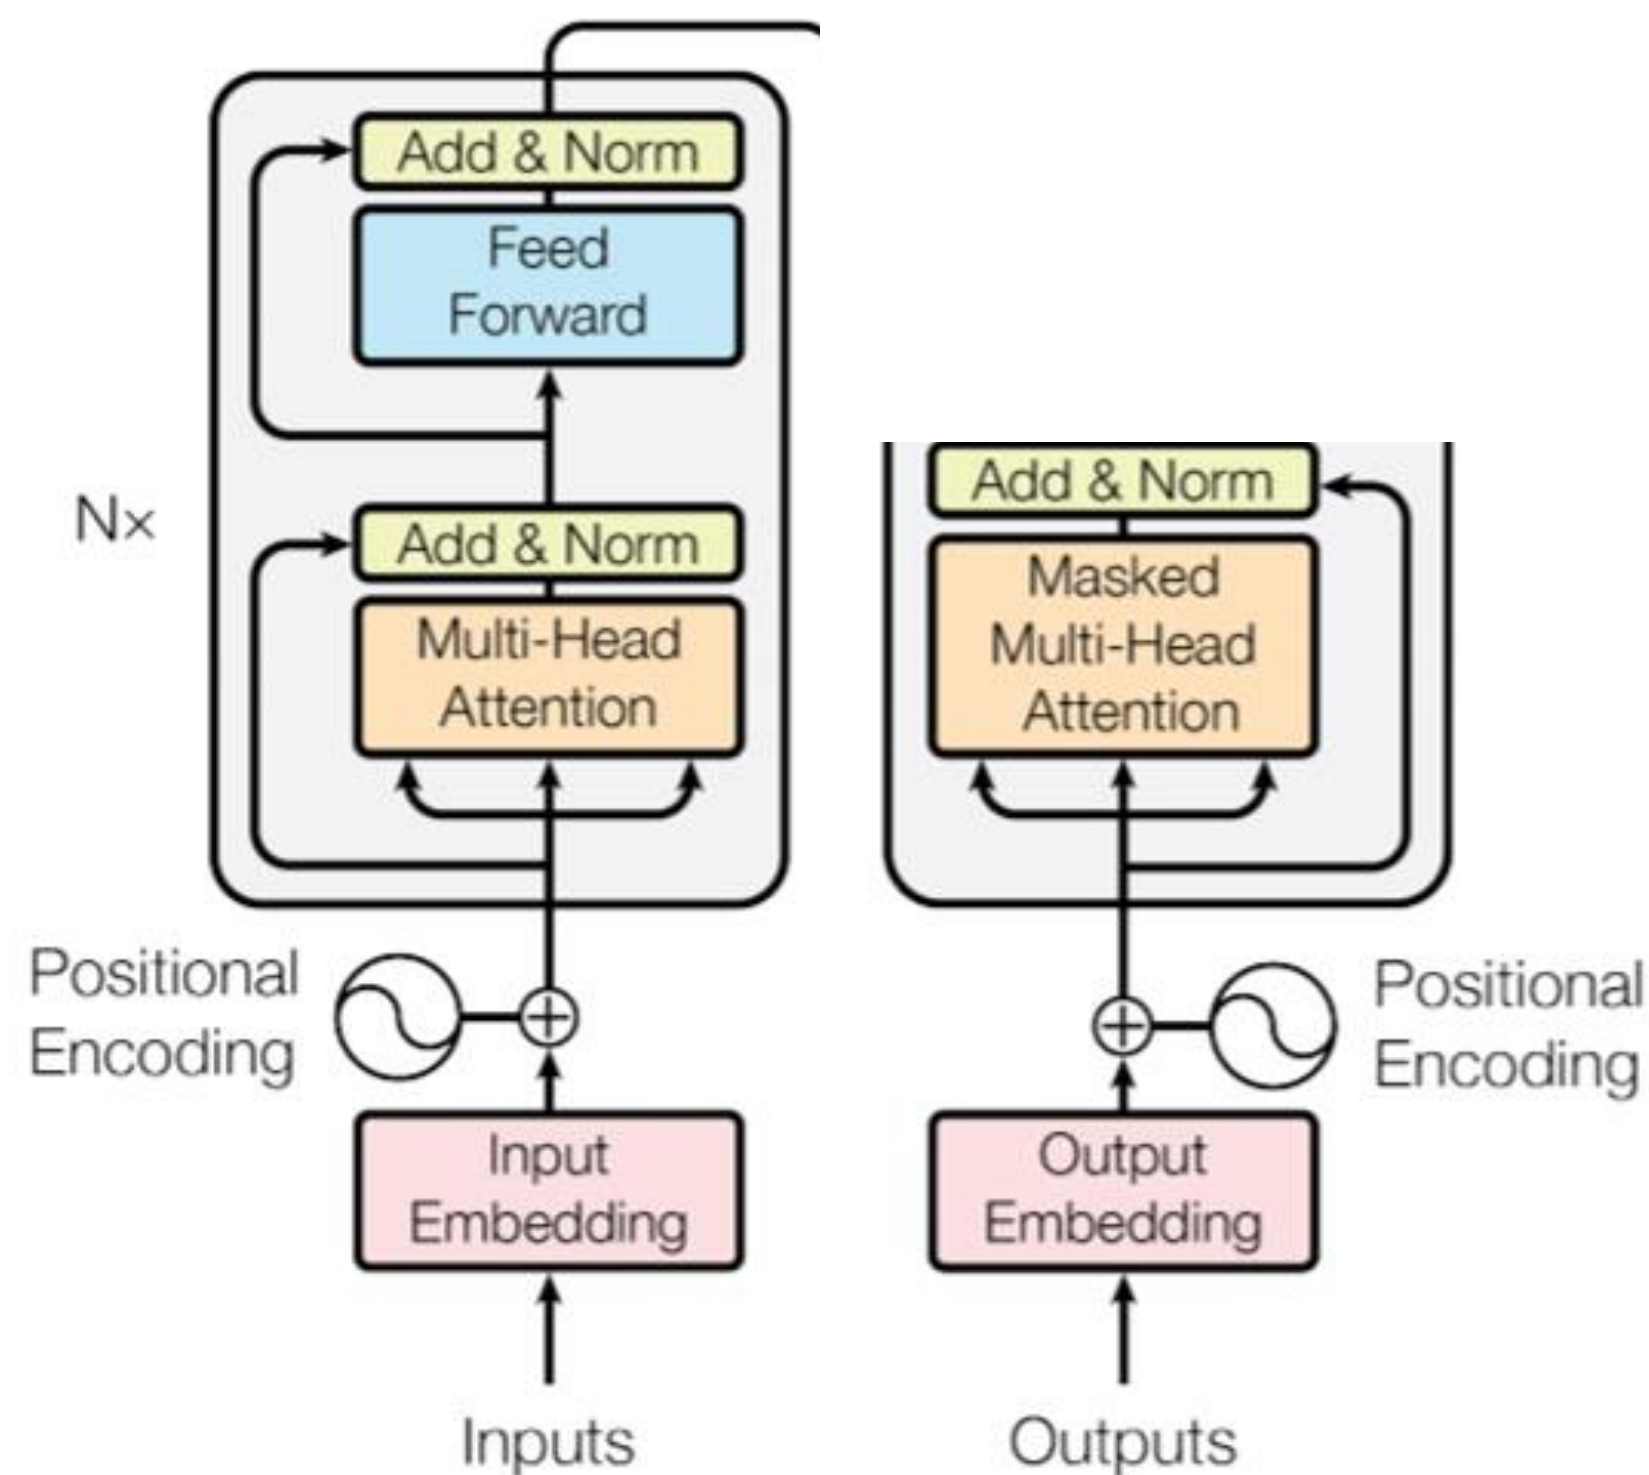 Add & Norm
Feed
Forward
Nx
Add & Norm
Multi-Head
Attention
Positional
Encoding
Input
Embedding
Inputs
Add & Norm
Masked
Multi-Head
Attention
Positional
Encoding
Output
Embedding
Outputs